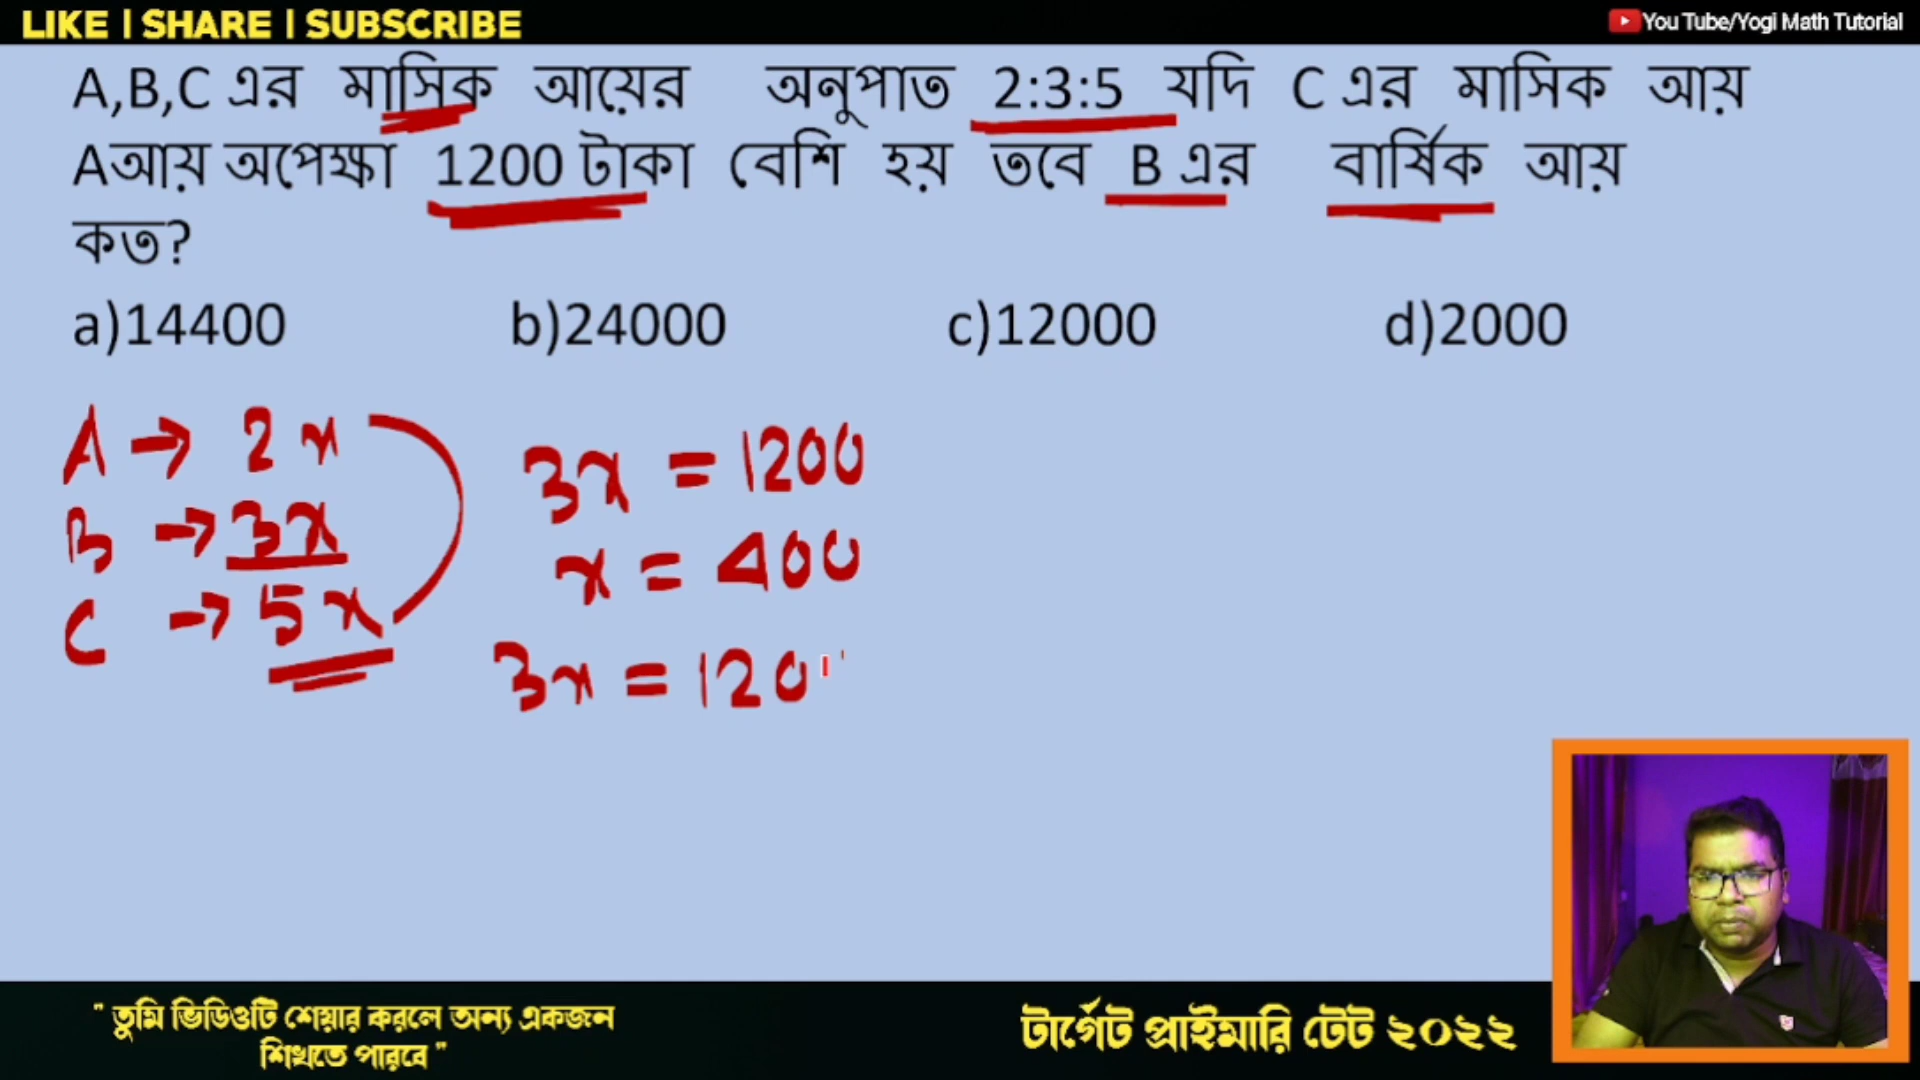 LIKE | SHARE | SUBSCRIBE
You Tube/Yogi Math Tutorial
A,B,C এর মাসিক আয়ের অনুপাত 2:3:5 যদি C এর মাসিক আয়
Aআয় অপেক্ষা 1200 টাকা বেশি হয় তবে B এর বার্ষিক আয়
কত?
a)14400 b)24000 c)12000 d)2000
A → 2x
B → 3x
C → 5x
3x = 1200
x = 400
3x = 120
" তুমি ভিডিওটি শেয়ার করলে অন্য একজন
শিখতে পারবে "
টার্গেট প্রাইমারি টেট ২০২২